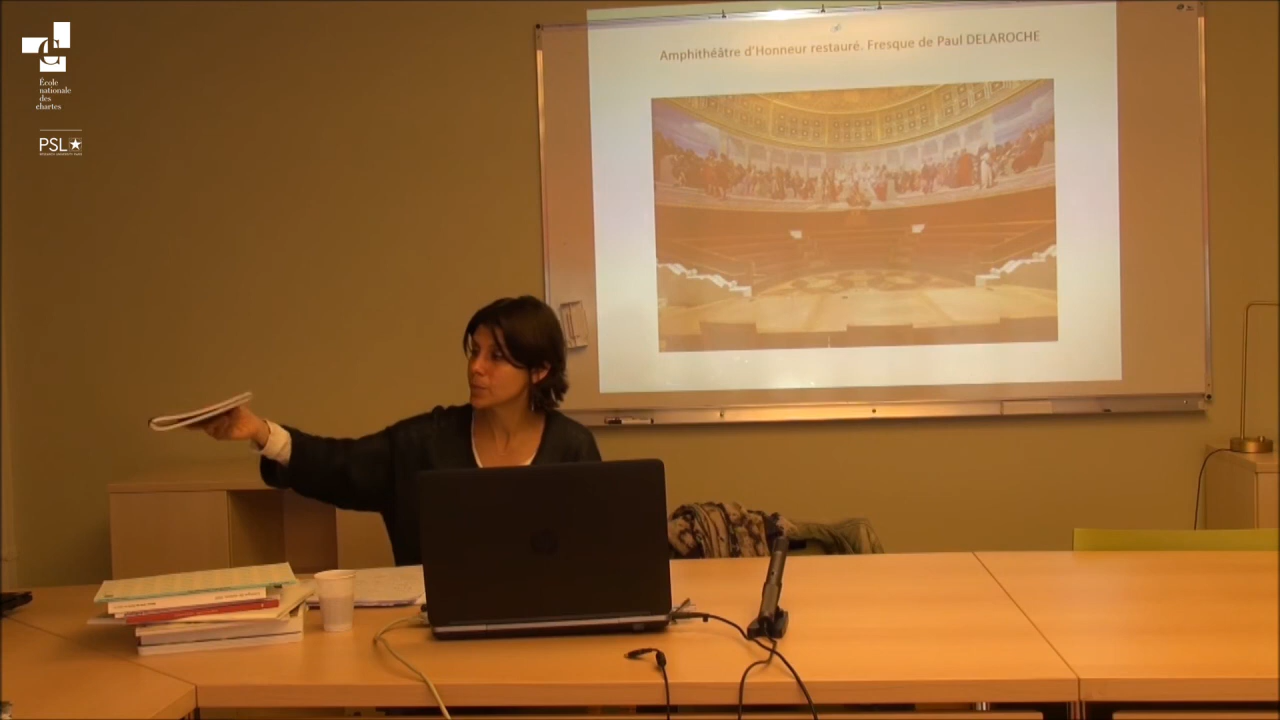 École
nationale
des
chartes
PSL
Amphithéâtre d'Honneur restauré. Fresque de Paul DELAROCHE